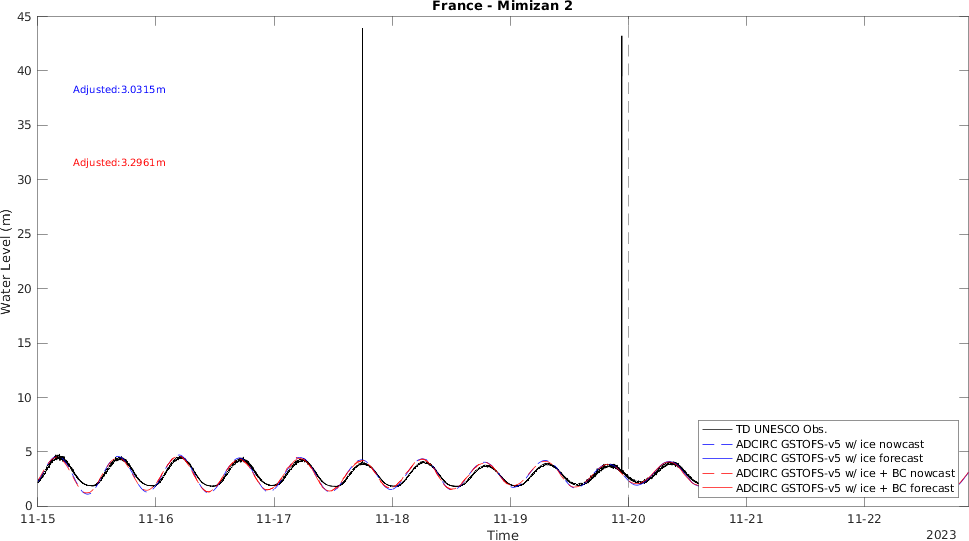 France - Mimizan 2
45
40
35
30
25
20
15
10
5
0
Water Level (m)
Adjusted:3.0315m
Adjusted:3.2961m
TD UNESCO Obs.
ADCIRC GSTOFS-v5 w/ ice nowcast
ADCIRC GSTOFS-v5 w/ ice forecast
ADCIRC GSTOFS-v5 w/ ice + BC nowcast
ADCIRC GSTOFS-v5 w/ ice + BC forecast
11-15 11-16 11-17 11-18 11-19 11-20 11-21 11-22
Time
2023